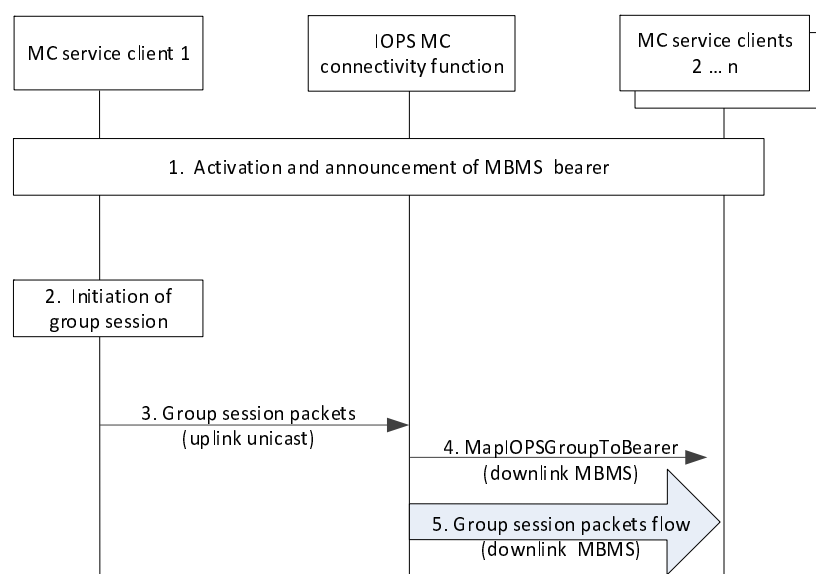 MC service client 1
IOPS MC
connectivity function
MC service clients
2 ... n
1. Activation and announcement of MBMS bearer
2. Initiation of
group session
3. Group session packets
(uplink unicast)
4. MapIOPSGroupToBearer
(downlink MBMS)
5. Group session packets flow
(downlink MBMS)